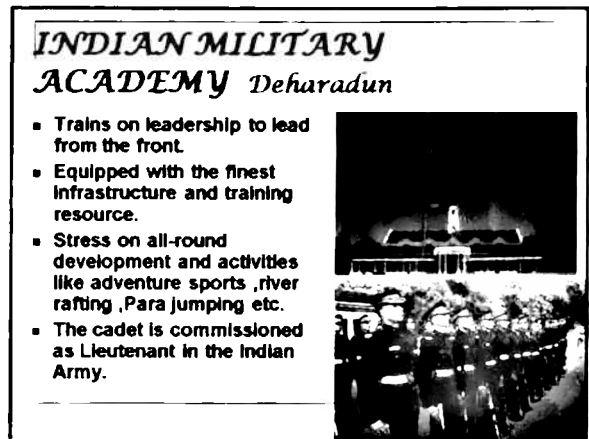 INDIAN MILITARY
ACADEMY Deharadun
▪ Trains on leadership to lead
from the front.
▪ Equipped with the finest
infrastructure and training
resource.
▪ Stress on all-round
development and activities
like adventure sports ,river
rafting ,Para jumping etc.
▪ The cadet is commissioned
as Lieutenant in the Indian
Army.